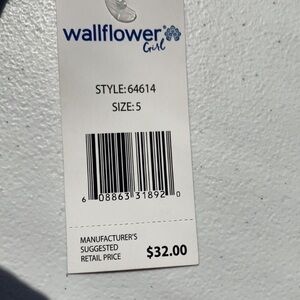 wallflower
Girl
STYLE: 64614
SIZE: 5
6 08863 31892 0
MANUFACTURER'S
SUGGESTED
RETAIL PRICE $32.00